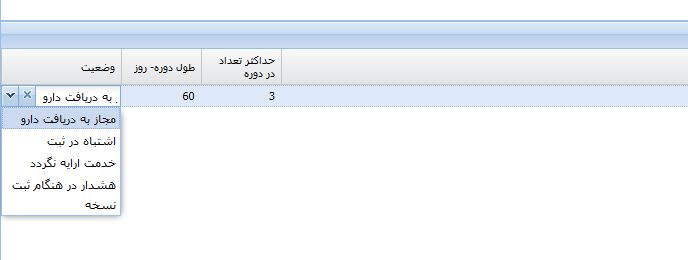 حداکثر تعداد
در دوره
طول دوره- روز
وضعیت
3
60
به دریافت دارو
مجاز به دریافت دارو
اشتباه در ثبت
خدمت ارایه نگردد
هشدار در هنگام ثبت
نسخه